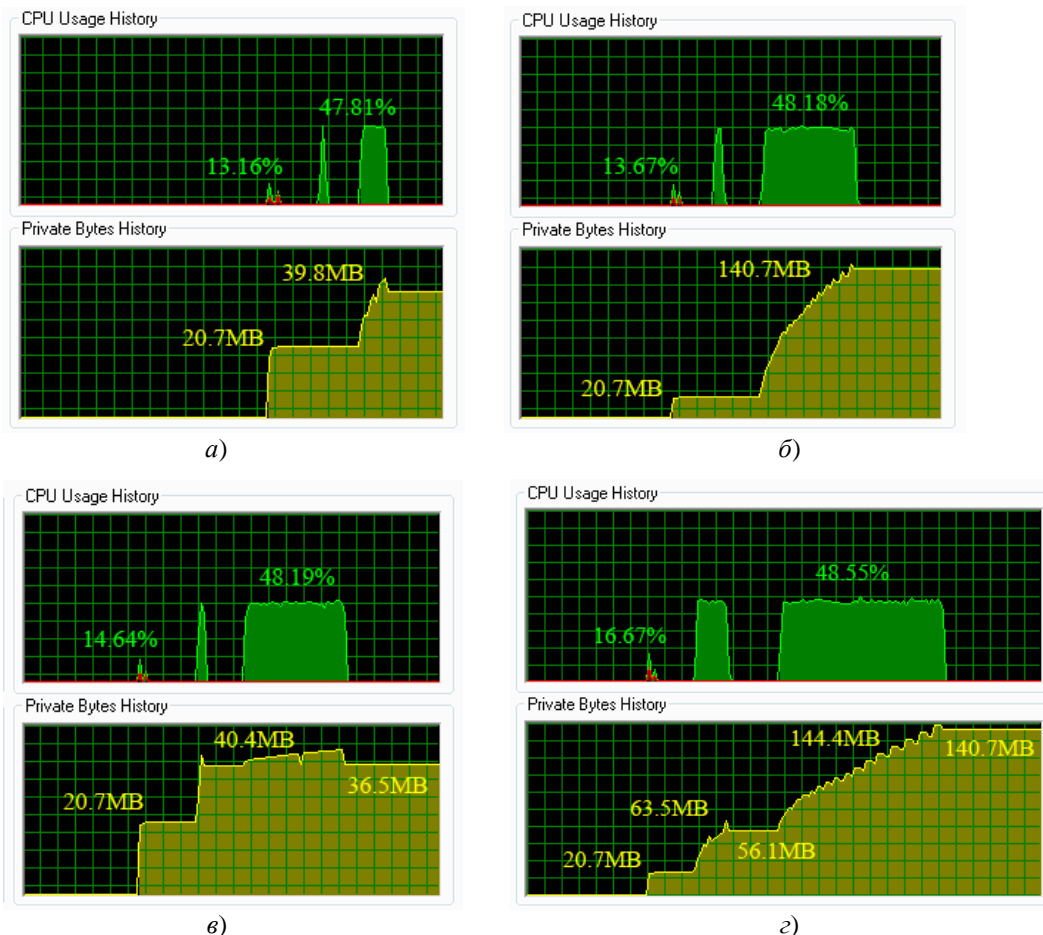 CPU Usage History
47.81%
13.16%
Private Bytes History
39.8MB
20.7MB
а)
CPU Usage History
48.18%
13.67%
Private Bytes History
140.7MB
20.7MB
б)
CPU Usage History
48.19%
14.64%
Private Bytes History
40.4MB
36.5MB
20.7MB
в)
CPU Usage History
48.55%
16.67%
Private Bytes History
144.4MB
140.7MB
63.5MB
56.1MB
20.7MB
г)